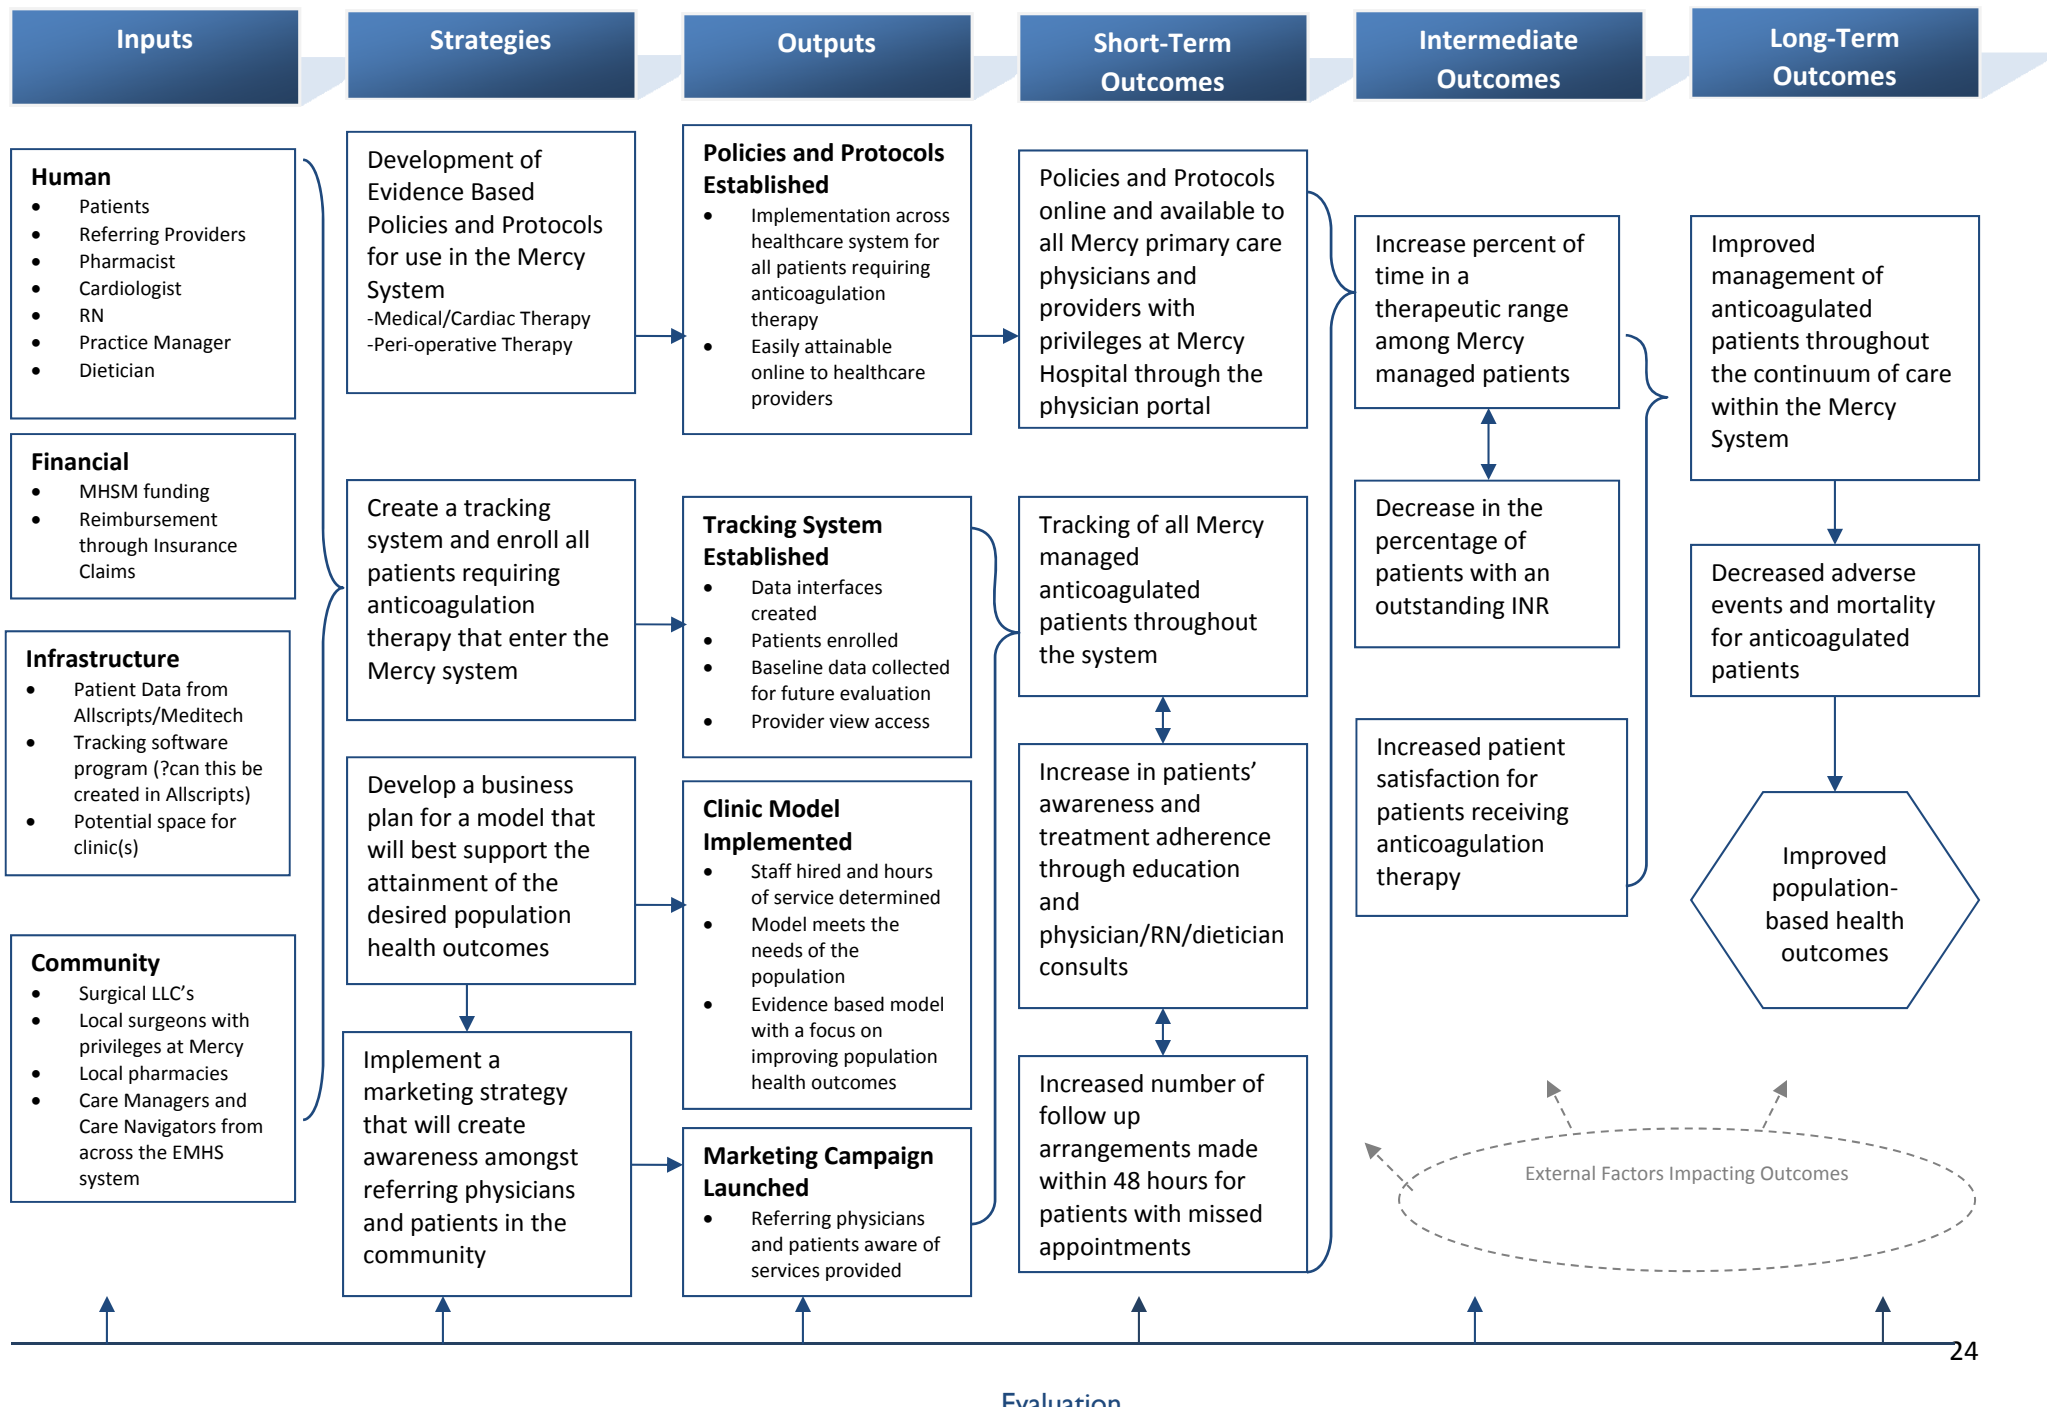 Inputs
Strategies
Outputs
Short-Term
Outcomes
Intermediate
Outcomes
Long-Term
Outcomes
Human
• Patients
• Referring Providers
• Pharmacist
• Cardiologist
• RN
• Practice Manager
• Dietician
Financial
• MHSM funding
• Reimbursement
through Insurance
Claims
Infrastructure
• Patient Data from
Allscripts/Meditech
• Tracking software
program (?can this be
created in Allscripts)
• Potential space for
clinic(s)
Community
• Surgical LLC’s
• Local surgeons with
privileges at Mercy
• Local pharmacies
• Care Managers and
Care Navigators from
across the EMHS
system
Development of
Evidence Based
Policies and Protocols
for use in the Mercy
System
-Medical/Cardiac Therapy
-Peri-operative Therapy
Create a tracking
system and enroll all
patients requiring
anticoagulation
therapy that enter the
Mercy system
Develop a business
plan for a model that
will best support the
attainment of the
desired population
health outcomes
Implement a
marketing strategy
that will create
awareness amongst
referring physicians
and patients in the
community
Policies and Protocols
Established
• Implementation across
healthcare system for
all patients requiring
anticoagulation
therapy
• Easily attainable
online to healthcare
providers
Tracking System
Established
• Data interfaces
created
• Patients enrolled
• Baseline data collected
for future evaluation
• Provider view access
Clinic Model
Implemented
• Staff hired and hours
of service determined
• Model meets the
needs of the
population
• Evidence based model
with a focus on
improving population
health outcomes
Marketing Campaign
Launched
• Referring physicians
and patients aware of
services provided
Policies and Protocols
online and available to
all Mercy primary care
physicians and
providers with
privileges at Mercy
Hospital through the
physician portal
Tracking of all Mercy
managed
anticoagulated
patients throughout
the system
Increase in patients’
awareness and
treatment adherence
through education
and
physician/RN/dietician
consults
Increased number of
follow up
arrangements made
within 48 hours for
patients with missed
appointments
Increase percent of
time in a
therapeutic range
among Mercy
managed patients
Decrease in the
percentage of
patients with an
outstanding INR
Increased patient
satisfaction for
patients receiving
anticoagulation
therapy
Improved
management of
anticoagulated
patients throughout
the continuum of care
within the Mercy
System
Decreased adverse
events and mortality
for anticoagulated
patients
Improved
population-
based health
outcomes
External Factors Impacting Outcomes
24
Evaluation